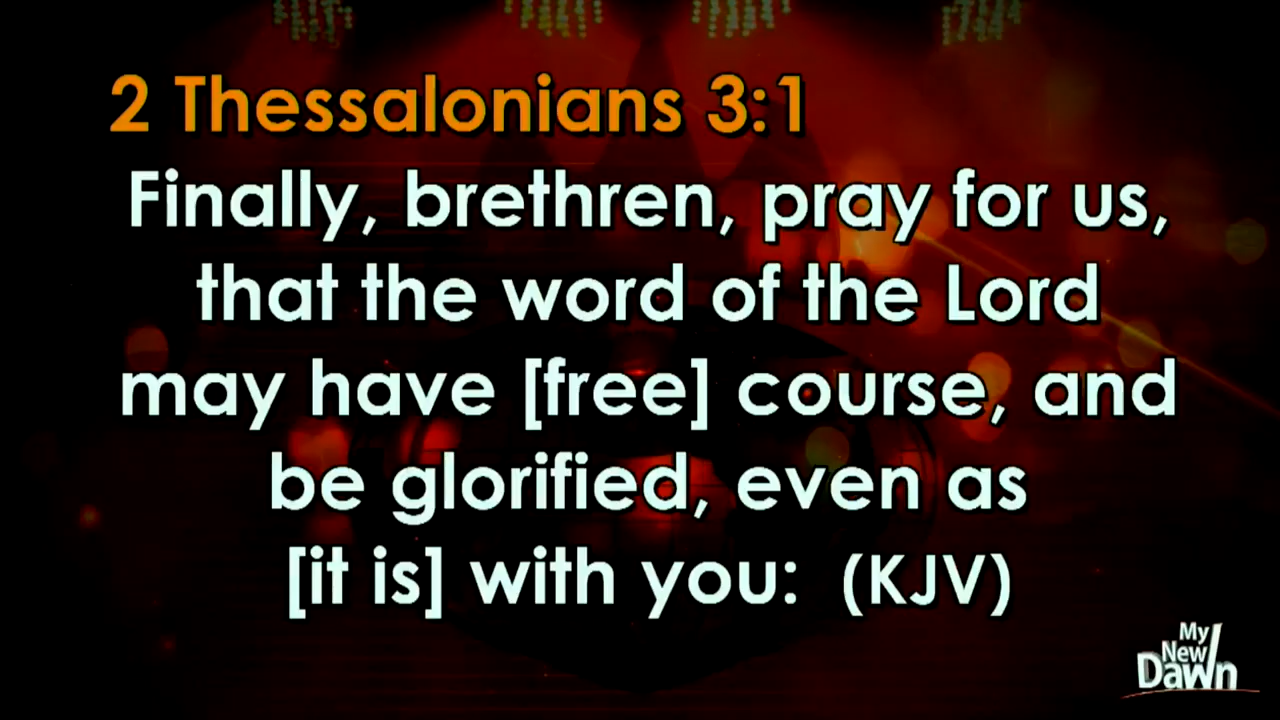 2 Thessalonians 3:1
Finally, brethren, pray for us,
that the word of the Lord
may have [free] course, and
be glorified, even as
[it is] with you: (KJV)
My
New
Dawn